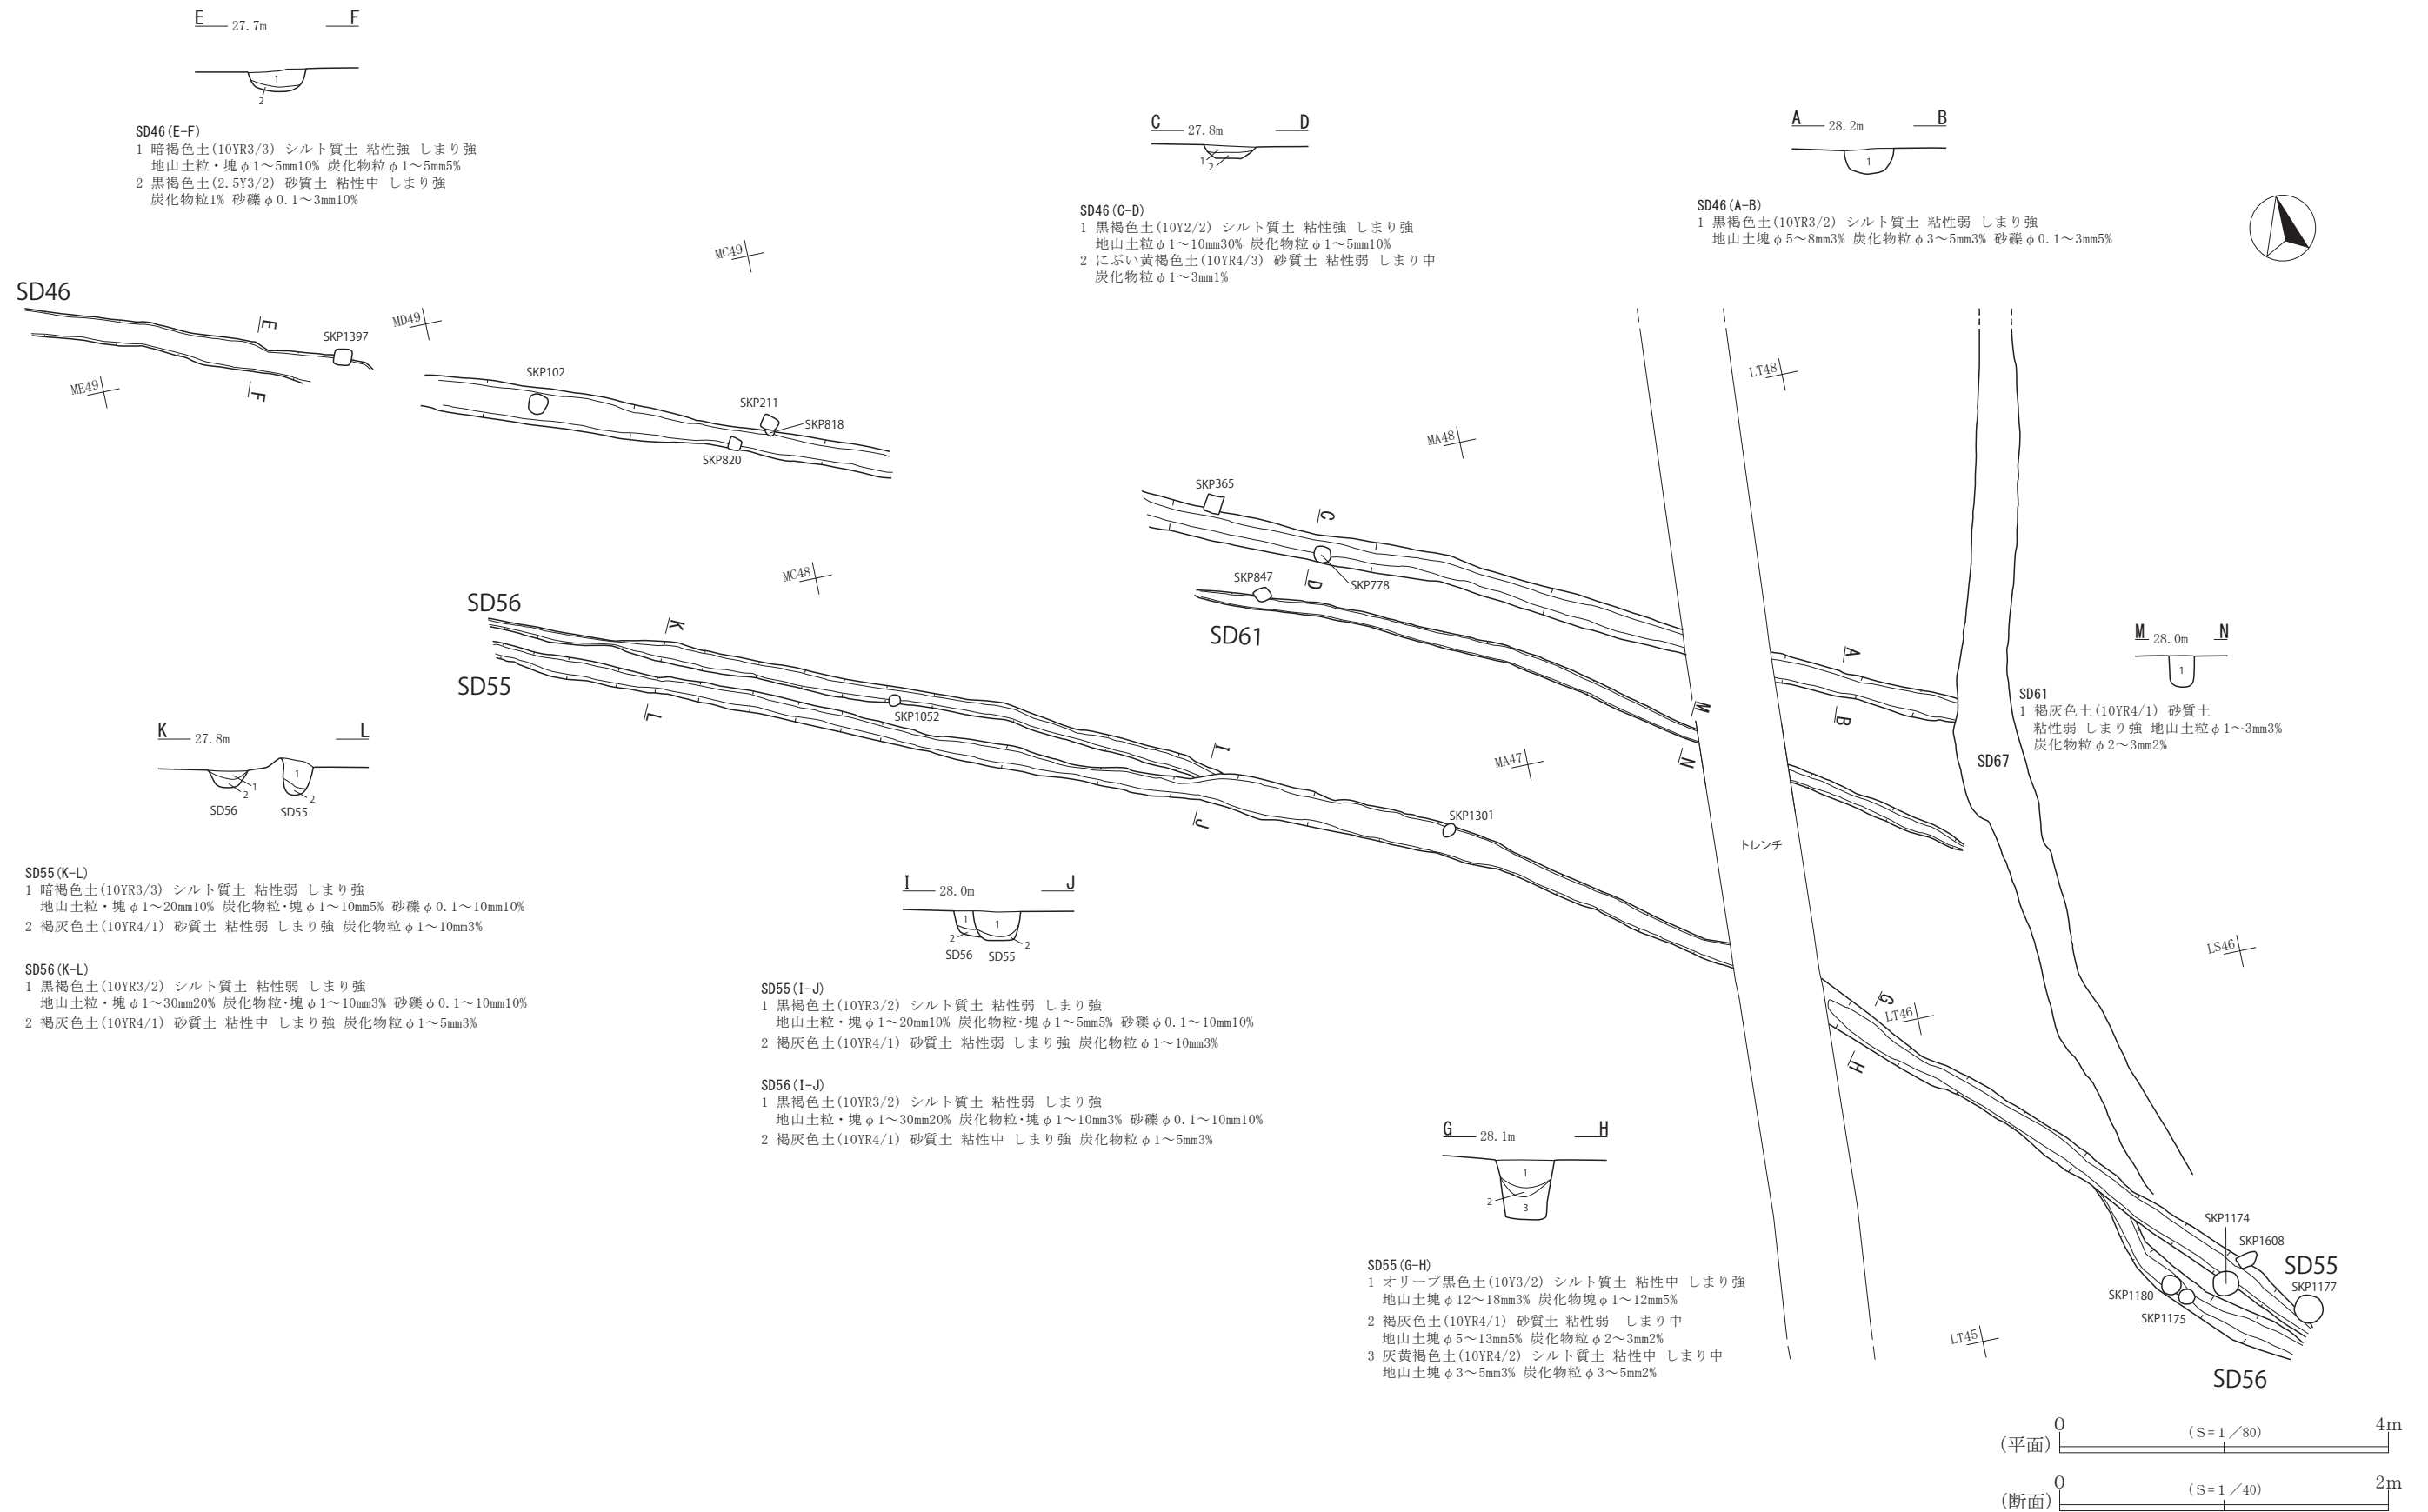 E 27.7m F
1
2
SD46(E-F)
1 暗褐色土(10YR3/3) シルト質土 粘性強 しまり強
地山土粒・塊φ1～5mm10% 炭化物粒φ1～5mm5%
2 黒褐色土(2.5Y3/2) 砂質土 粘性中 しまり強
炭化物粒1% 砂礫φ0.1～3mm10%
C 27.8m D
1
2
SD46(C-D)
1 黒褐色土(10Y2/2) シルト質土 粘性強 しまり強
地山土粒φ1～10mm30% 炭化物粒φ1～5mm10%
2 にぶい黄褐色土(10YR4/3) 砂質土 粘性弱 しまり中
炭化物粒φ1～3mm1%
A 28.2m B
1
SD46(A-B)
1 黒褐色土(10YR3/2) シルト質土 粘性弱 しまり強
地山土塊φ5～8mm3% 炭化物粒φ3～5mm3% 砂礫φ0.1～3mm5%
MC49
SD46
E
SKP1397
MD49
ME49
F
SKP102
SKP211
SKP818
SKP820
LT48
MA48
SKP365
C
SKP778
D
SKP847
SD61
MC48
SD56
K
SD55
L
SKP1052
I
J
MA47
M
N
A
B
SKP1301
トレンチ
SD67
M 28.0m N
1
SD61
1 褐灰色土(10YR4/1) 砂質土
粘性弱 しまり強 地山土粒φ1～3mm3%
炭化物粒φ2～3mm2%
K 27.8m L
1
2
1
2
SD56
SD55
SD55(K-L)
1 暗褐色土(10YR3/3) シルト質土 粘性弱 しまり強
地山土粒・塊φ1～20mm10% 炭化物粒・塊φ1～10mm5% 砂礫φ0.1～10mm10%
2 褐灰色土(10YR4/1) 砂質土 粘性弱 しまり強 炭化物粒φ1～10mm3%
SD56(K-L)
1 黒褐色土(10YR3/2) シルト質土 粘性弱 しまり強
地山土粒・塊φ1～30mm20% 炭化物粒・塊φ1～10mm3% 砂礫φ0.1～10mm10%
2 褐灰色土(10YR4/1) 砂質土 粘性中 しまり強 炭化物粒φ1～5mm3%
I 28.0m J
1
1
2
2
SD56 SD55
SD55(I-J)
1 黒褐色土(10YR3/2) シルト質土 粘性弱 しまり強
地山土粒・塊φ1～20mm10% 炭化物粒・塊φ1～5mm5% 砂礫φ0.1～10mm10%
2 褐灰色土(10YR4/1) 砂質土 粘性弱 しまり強 炭化物粒φ1～10mm3%
SD56(I-J)
1 黒褐色土(10YR3/2) シルト質土 粘性弱 しまり強
地山土粒・塊φ1～30mm20% 炭化物粒・塊φ1～10mm3% 砂礫φ0.1～10mm10%
2 褐灰色土(10YR4/1) 砂質土 粘性中 しまり強 炭化物粒φ1～5mm3%
LS46
G
LT46
H
G 28.1m H
1
2
3
SD55(G-H)
1 オリーブ黒色土(10Y3/2) シルト質土 粘性中 しまり強
地山土塊φ12～18mm3% 炭化物塊φ1～12mm5%
2 褐灰色土(10YR4/1) 砂質土 粘性弱 しまり中
地山土塊φ5～13mm5% 炭化物粒φ2～3mm2%
3 灰黄褐色土(10YR4/2) シルト質土 粘性中 しまり中
地山土塊φ3～5mm3% 炭化物粒φ3～5mm2%
SKP1174
SKP1608
SD55
SKP1177
SKP1180
SKP1175
LT45
SD56
(平面) 0 (S=1／80) 4m
(断面) 0 (S=1／40) 2m